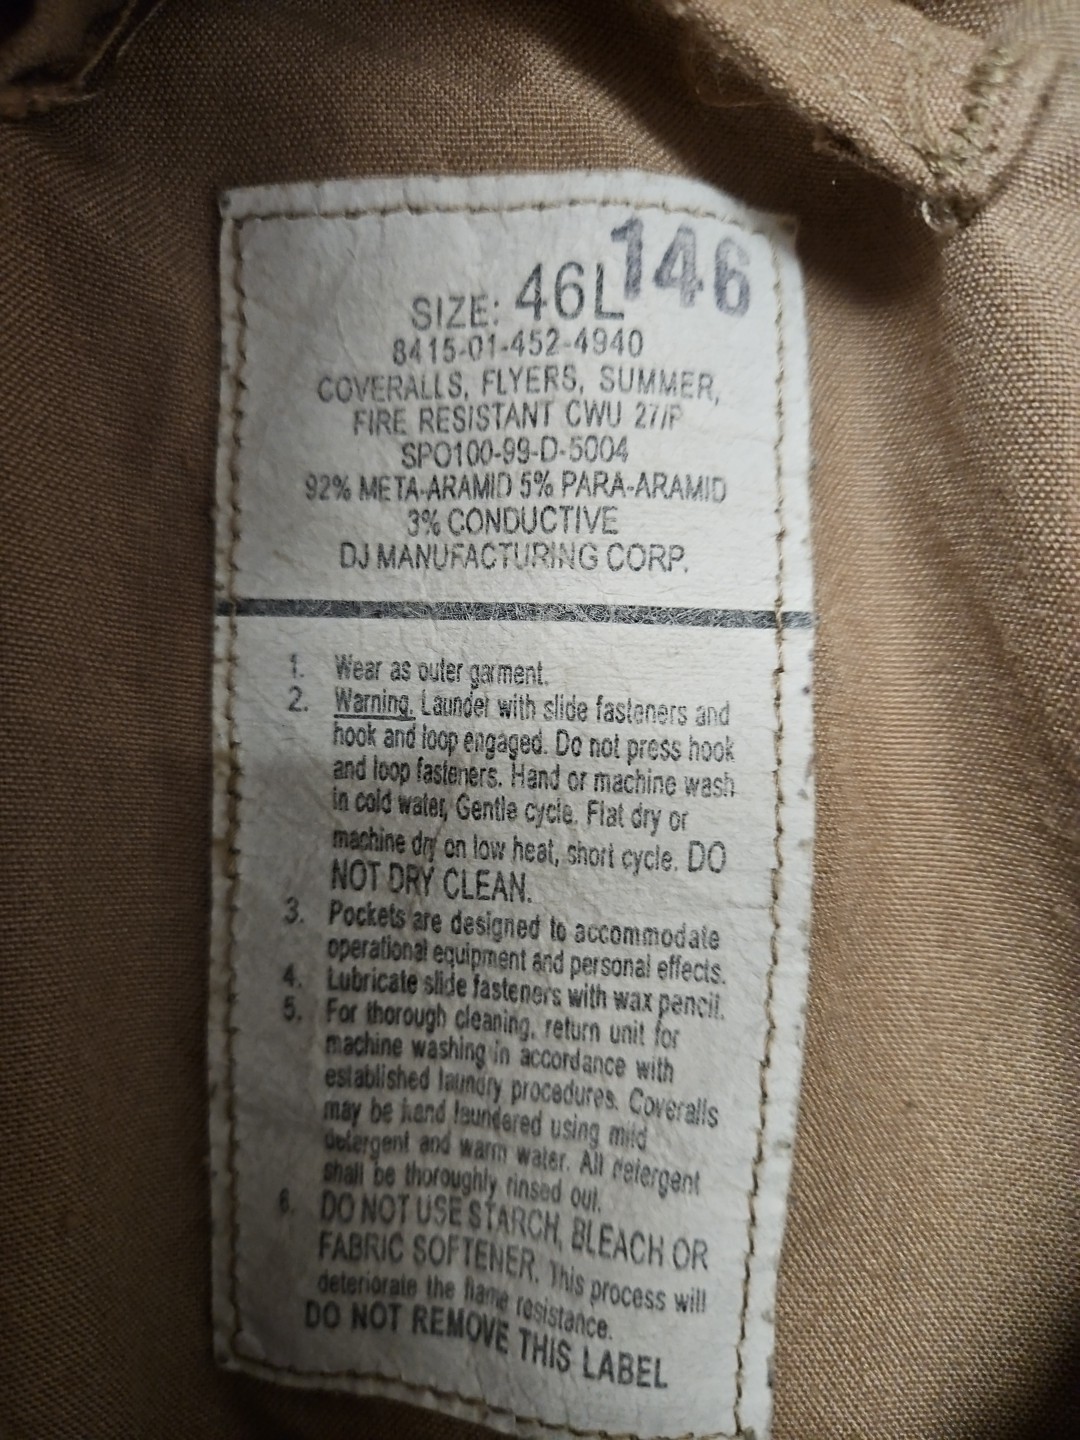 146
SIZE: 46L
8415-01-452-4940
COVERALLS, FLYERS, SUMMER,
FIRE RESISTANT CWU 27/P
SPO100-99-D-5004
92% META-ARAMID 5% PARA-ARAMID
3% CONDUCTIVE
DJ MANUFACTURING CORP.
1. Wear as outer garment.
2. Warning. Launder with slide fasteners and
hook and loop engaged. Do not press hook
and loop fasteners. Hand or machine wash
in cold water, Gentle cycle. Flat dry or
machine dry on low heat, short cycle. DO
NOT DRY CLEAN.
3. Pockets are designed to accommodate
operational equipment and personal effects.
4. Lubricate slide fasteners with wax pencil.
5. For thorough cleaning, return unit for
machine washing in accordance with
established laundry procedures. Coveralls
may be hand laundered using mild
detergent and warm water. All detergent
shall be thoroughly rinsed out.
6. DO NOT USE STARCH, BLEACH OR
FABRIC SOFTENER. This process will
deteriorate the flame resistance.
DO NOT REMOVE THIS LABEL